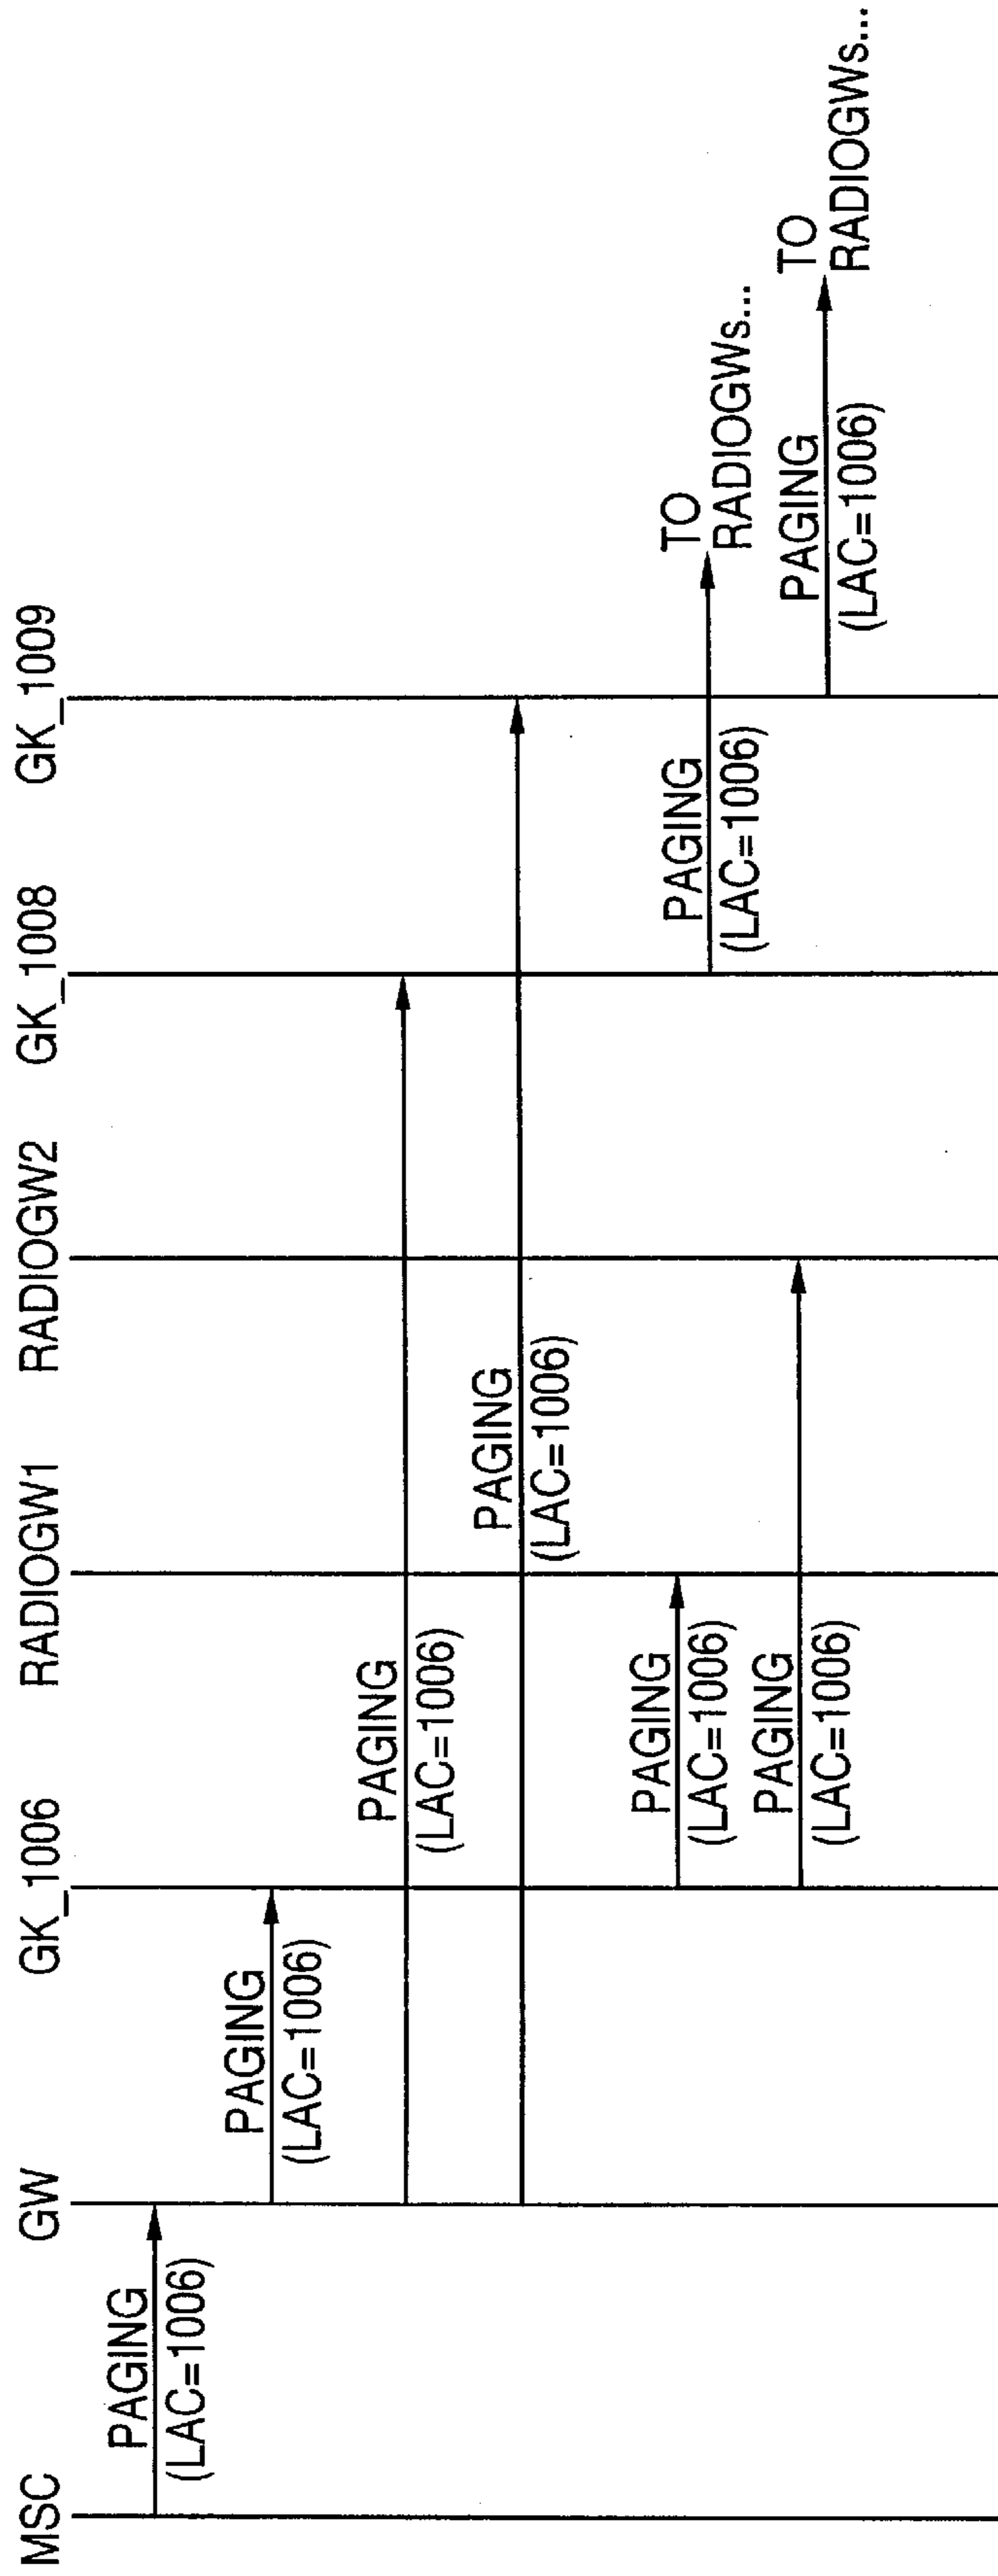 MSC
GW
GK_1006
RADIOGW1
RADIOGW2
GK_1008
GK_1009
PAGING
(LAC=1006)
PAGING
(LAC=1006)
PAGING
(LAC=1006)
PAGING
(LAC=1006)
PAGING
(LAC=1006)
PAGING
(LAC=1006)
PAGING
(LAC=1006)
TO
RADIOGWs...
PAGING
(LAC=1006)
TO
RADIOGWs...